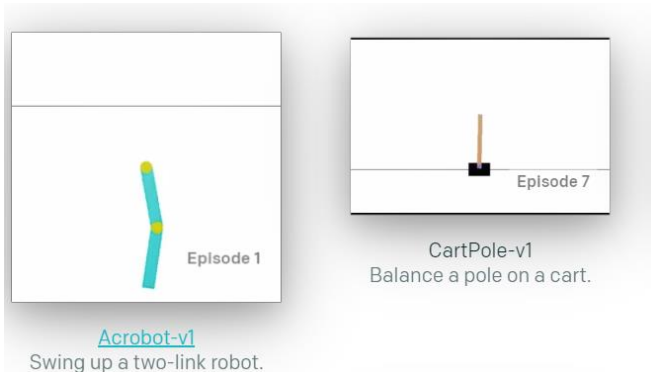 Episode 1
Acrobot-v1
Swing up a two-link robot.
Episode 7
CartPole-v1
Balance a pole on a cart.